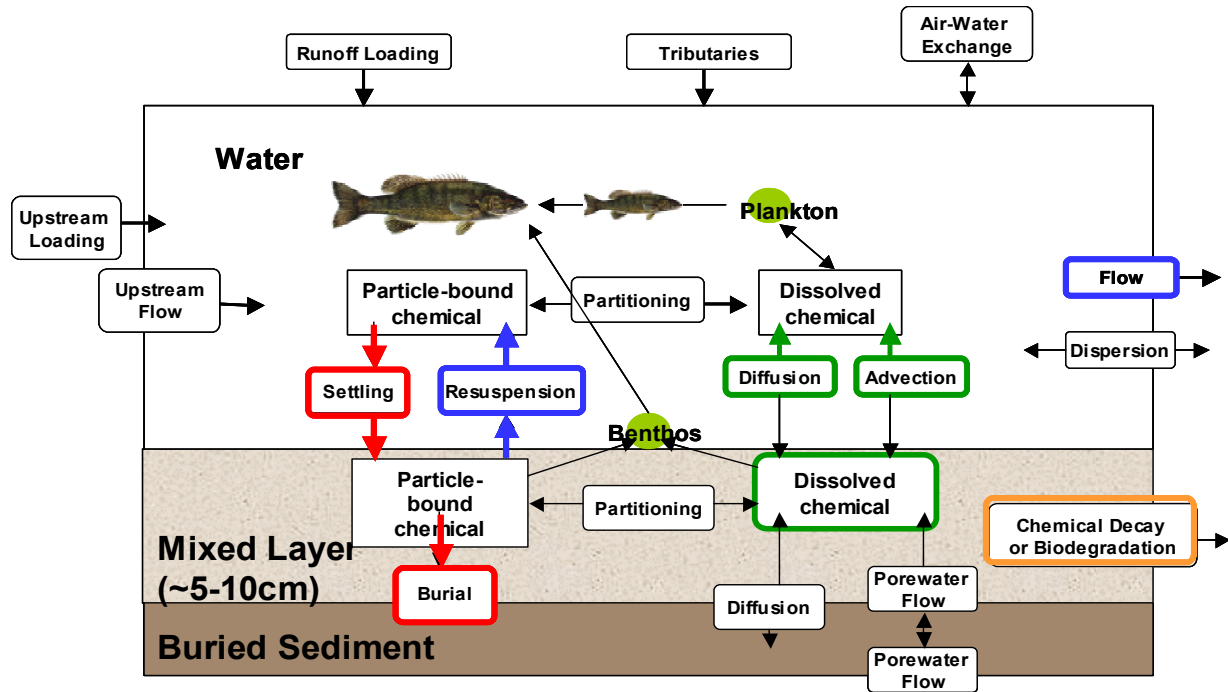 Air-Water
Exchange
Runoff Loading
Tributaries
Water
Upstream
Loading
Plankton
Upstream
Flow
Particle-bound
chemical
Partitioning
Dissolved
chemical
Flow
Dispersion
Settling
Resuspension
Diffusion
Advection
Benthos
Particle-
bound
chemical
Partitioning
Dissolved
chemical
Chemical Decay
or Biodegradation
Mixed Layer
(~5-10cm)
Burial
Diffusion
Porewater
Flow
Buried Sediment
Porewater
Flow